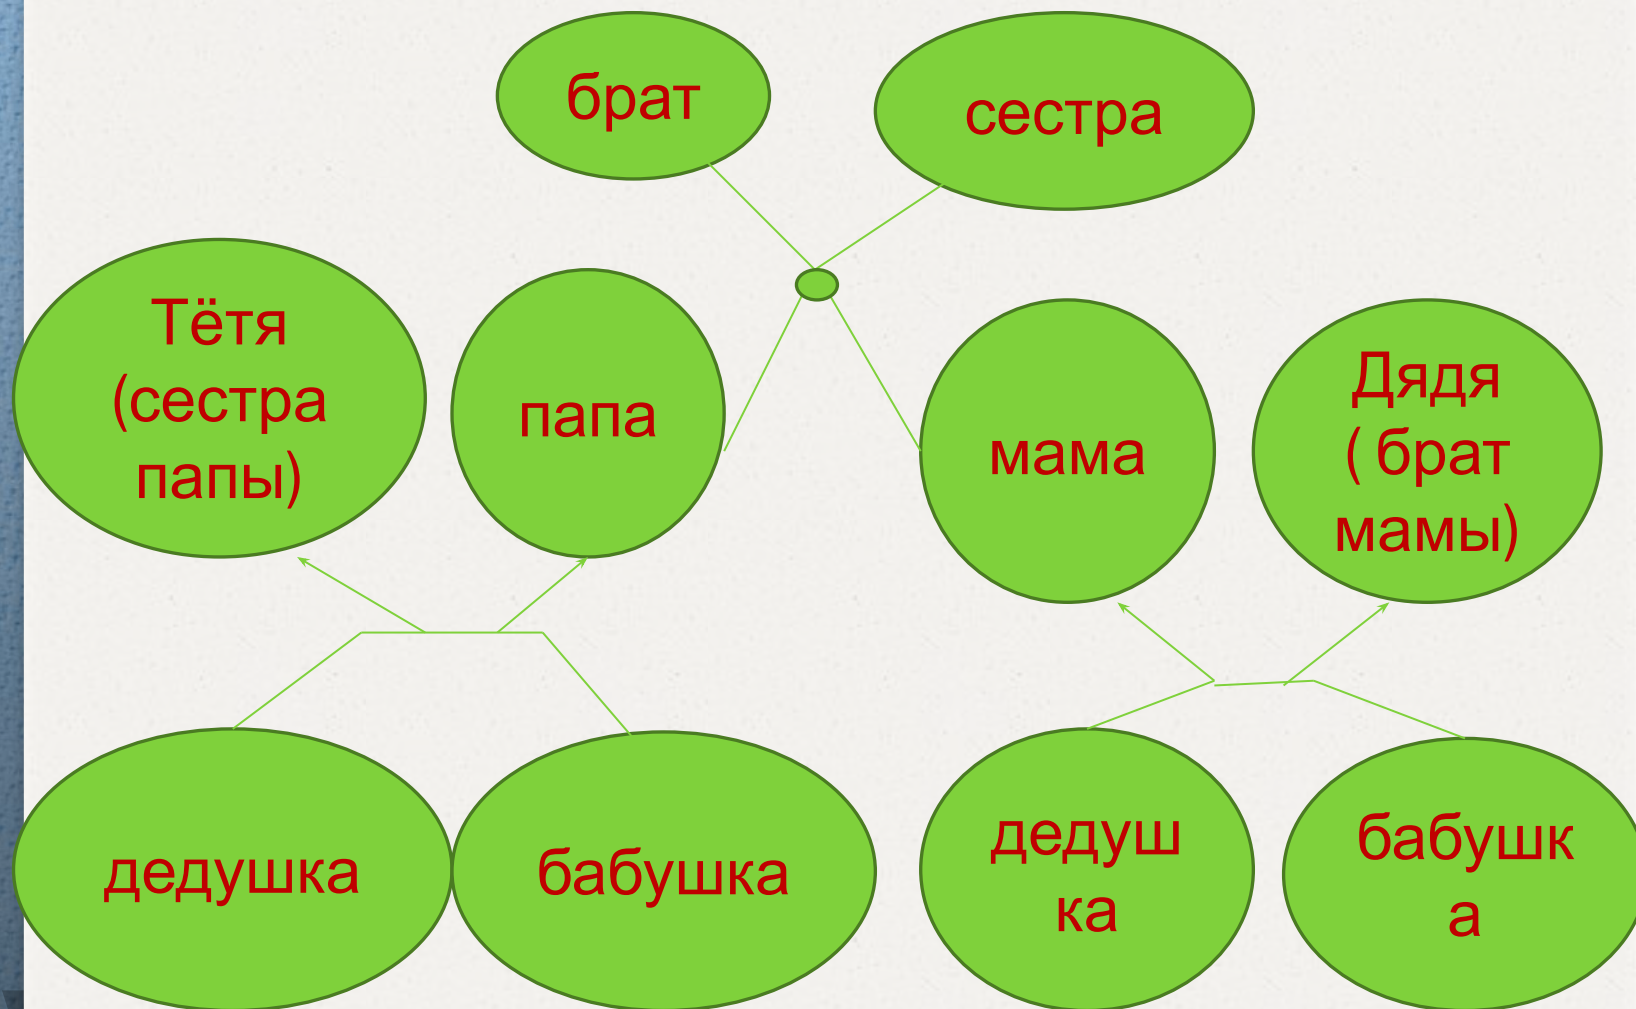 брат
сестра
Тётя
(сестра
папы)
папа
мама
Дядя
( брат
мамы)
дедушка
бабушка
дедуш
ка
бабушк
а